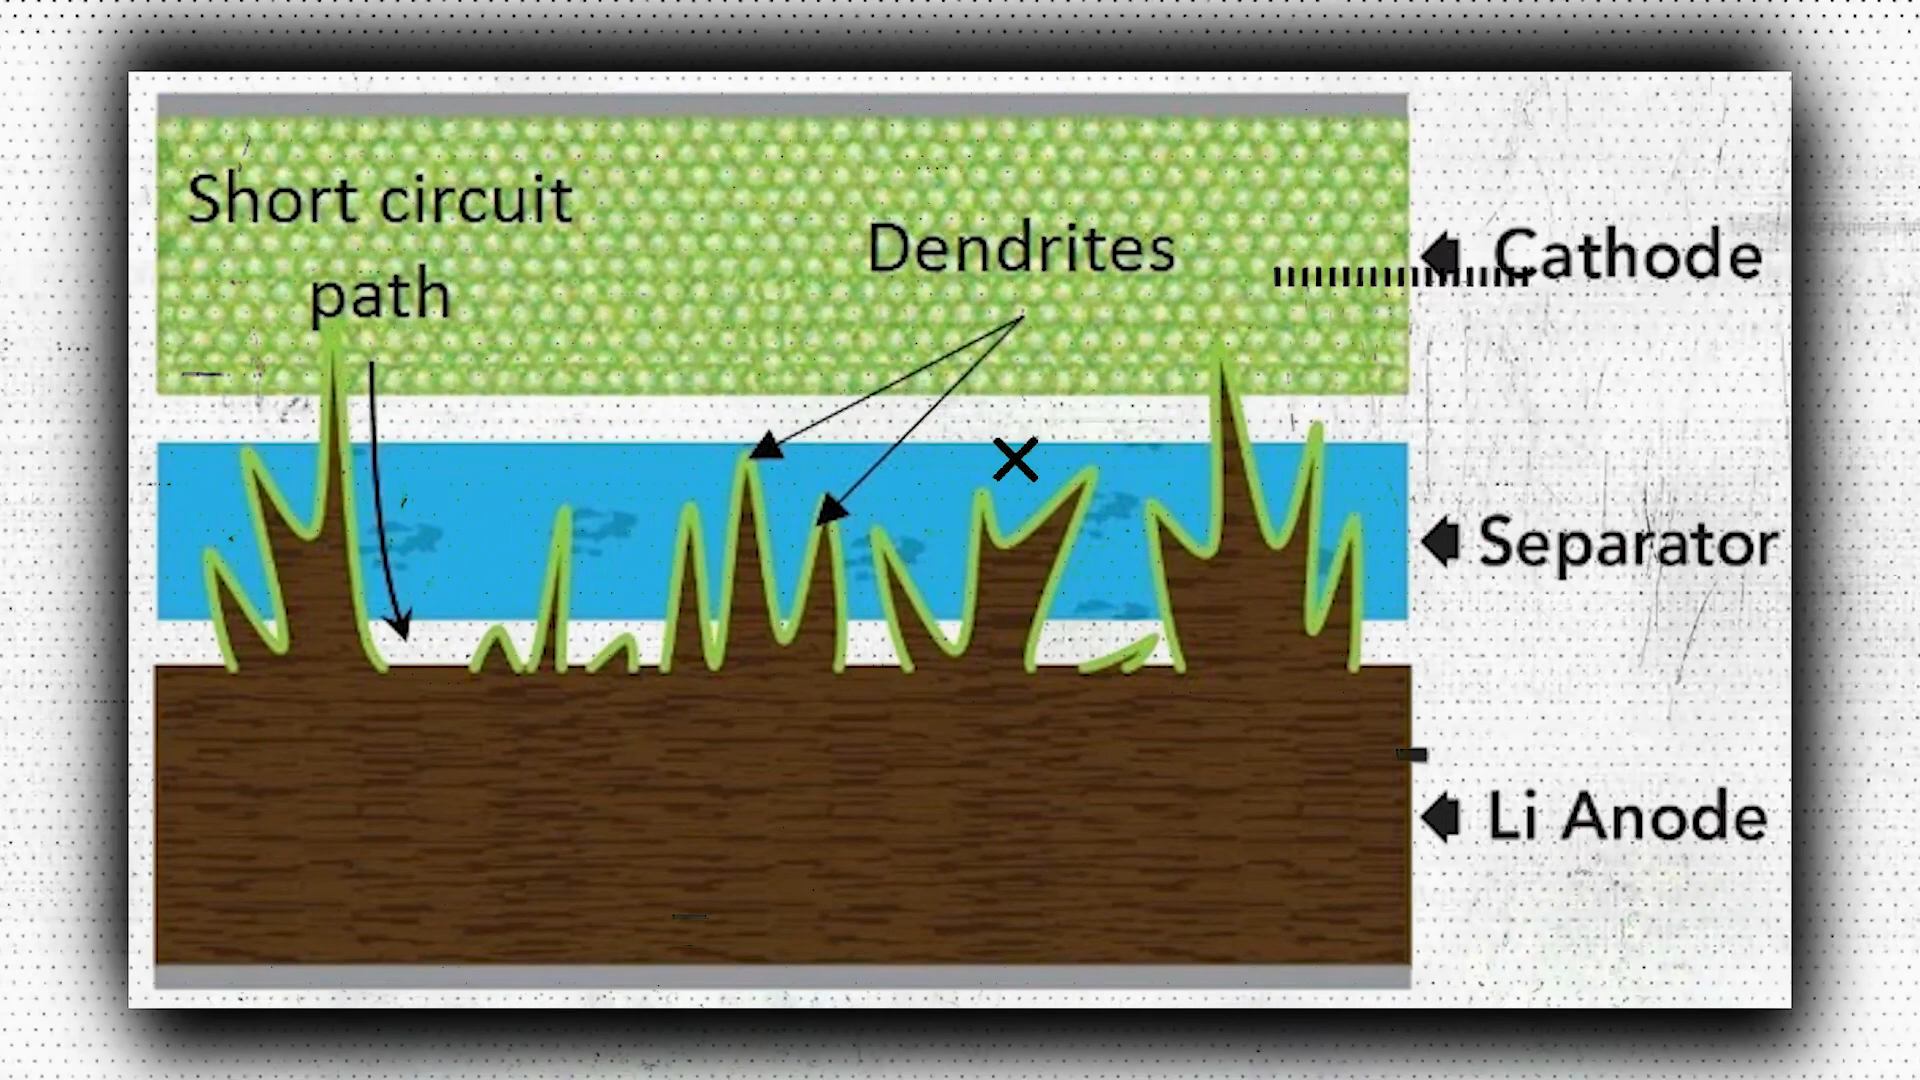 Short circuit
path
Dendrites
Cathode
Separator
Li Anode